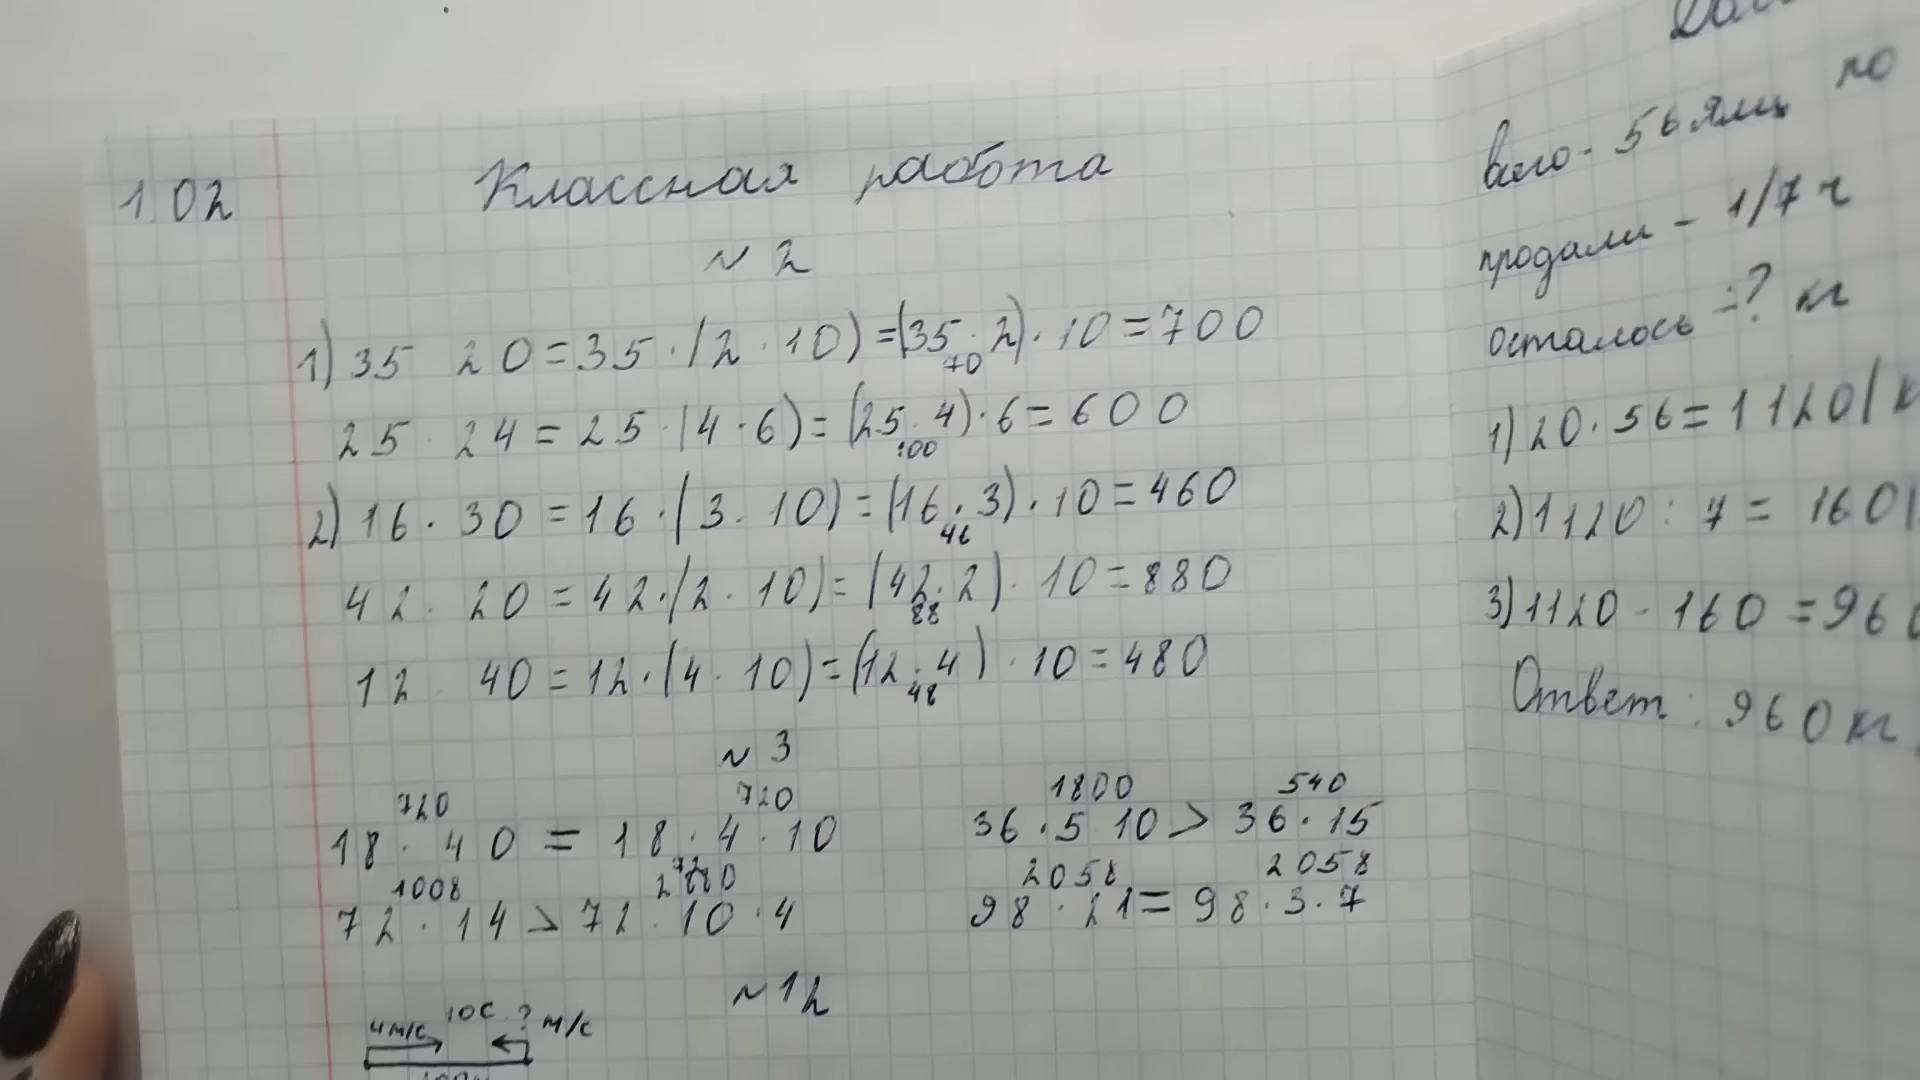 1 02
Классная работа
№ 2
1) 35 20 = 35 · (2 · 10) = (35 · 2) · 10 = 700
70
25 · 24 = 25 · (4 · 6) = (25 · 4) · 6 = 600
100
2) 16 · 30 = 16 · (3 · 10) = (16 · 3) · 10 = 460
46
42 · 20 = 42 · (2 · 10) = (42 · 2) · 10 = 880
88
12 · 40 = 12 · (4 · 10) = (12 · 4) · 10 = 480
48
№ 3
720 720 1800 540
18 · 40 = 18 · 4 · 10 36 · 5 10 > 36 · 15
1008 2880 2058 2058
72 · 14 > 72 · 10 · 4 98 · 21 = 98 · 3 · 7
№ 12
4 м/с 10 с ? м/с
56 ящ по
продали - 1/7 ч
осталось - ? кг
1) 20 · 56 = 1120 (к
2) 1120 : 7 = 160 (
3) 1120 - 160 = 960
Ответ: 960 кг